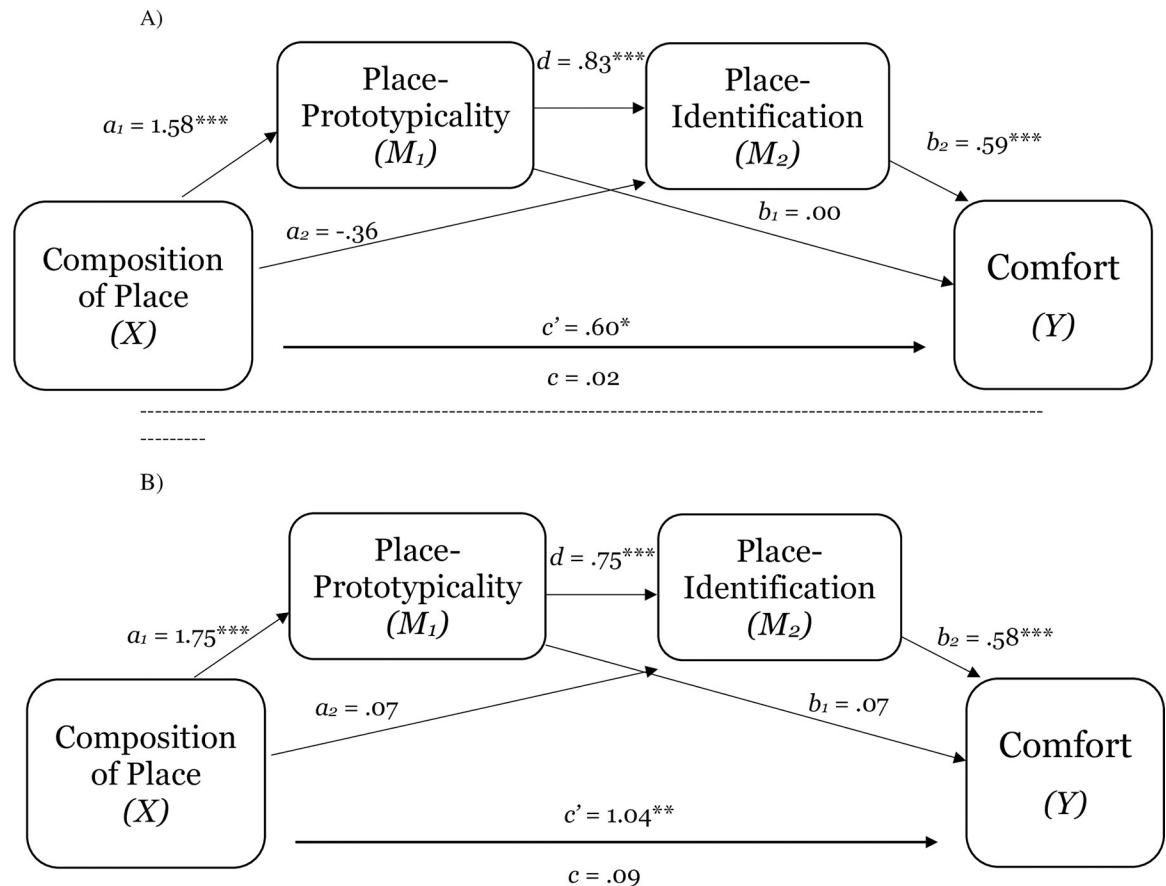 A)
d = .83***
Place-
Prototypicality
(M₁)
Place-
Identification
(M₂)
a₁ = 1.58***
b₂ = .59***
a₂ = -.36
b₁ = .00
Composition
of Place
(X)
Comfort
(Y)
c’ = .60*
c = .02
B)
Place-
Prototypicality
(M₁)
d = .75***
Place-
Identification
(M₂)
a₁ = 1.75***
b₂ = .58***
a₂ = .07
b₁ = .07
Composition
of Place
(X)
Comfort
(Y)
c’ = 1.04**
c = .09